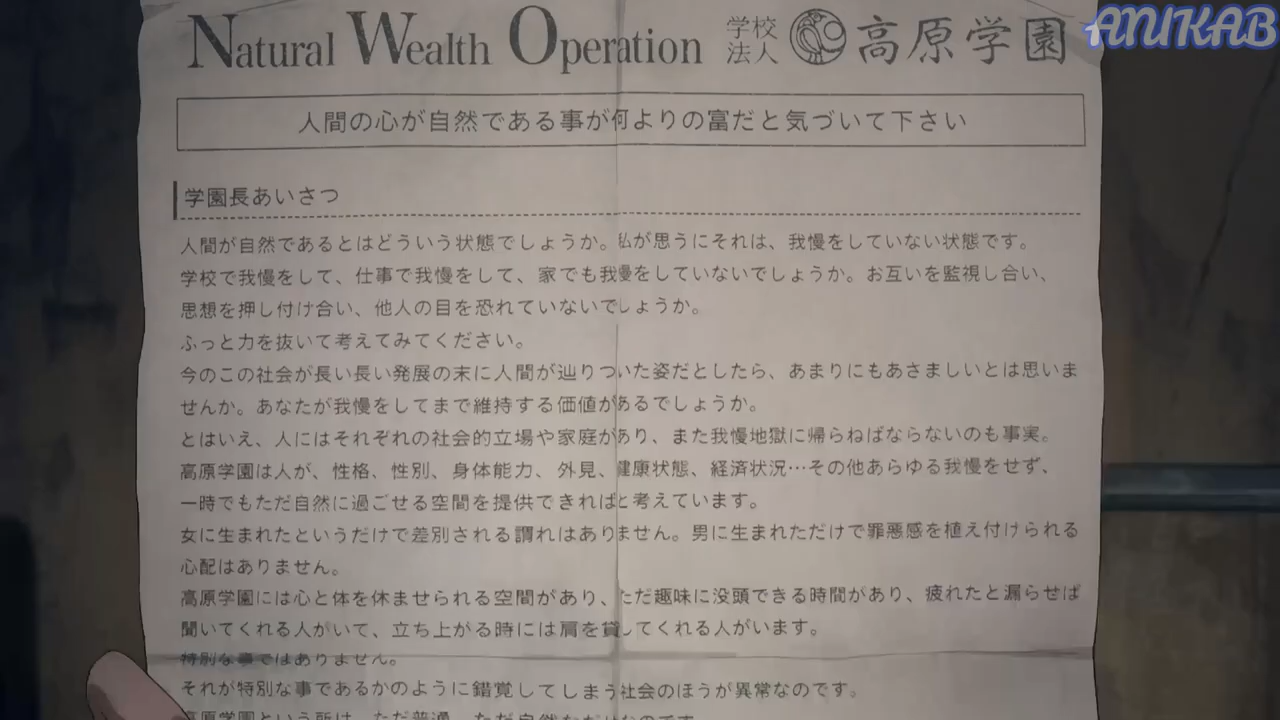 Natural Wealth Operation 学校法人 高原学園
ANIKAB
人間の心が自然である事が何よりの富だと気づいて下さい
学園長あいさつ
人間が自然であるとはどういう状態でしょうか。私が思うにそれは、我慢をしていない状態です。
学校で我慢をして、仕事で我慢をして、家でも我慢をしていないでしょうか。お互いを監視し合い、
思想を押し付け合い、他人の目を恐れていないでしょうか。
ふっと力を抜いて考えてみてください。
今のこの社会が長い長い発展の末に人間が辿りついた姿だとしたら、あまりにもあさましいとは思いま
せんか。あなたが我慢をしてまで維持する価値があるでしょうか。
とはいえ、人にはそれぞれの社会的立場や家庭があり、また我慢地獄に帰らねばならないのも事実。
高原学園は人が、性格、性別、身体能力、外見、健康状態、経済状況…その他あらゆる我慢をせず、
一時でもただ自然に過ごせる空間を提供できればと考えています。
女に生まれたというだけで差別される謂れはありません。男に生まれただけで罪悪感を植え付けられる
心配はありません。
高原学園には心と体を休ませられる空間があり、ただ趣味に没頭できる時間があり、疲れたと漏らせば
聞いてくれる人がいて、立ち上がる時には肩を貸してくれる人がいます。
特別な事ではありません。
それが特別な事であるかのように錯覚してしまう社会のほうが異常なのです。
高原学園という所は、ただ普通、ただ自然なだけなのです